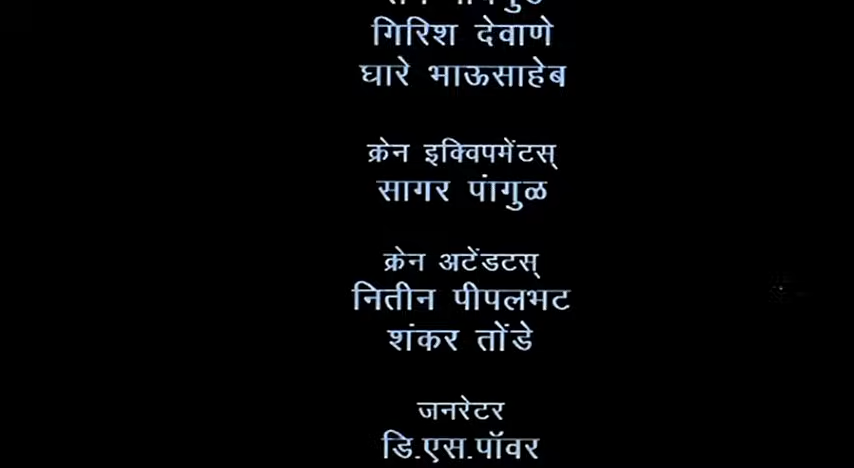 गिरिश देवाणे
घारे भाऊसाहेब
क्रेन इक्विपमेंटस्
सागर पांगुळ
क्रेन अटेंडटस्
नितीन पीपलभट
शंकर तोंडे
जनरेटर
डि.एस.पॉवर